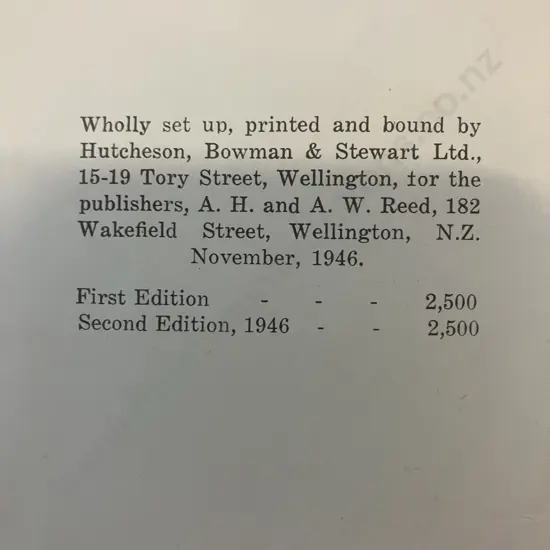 Wholly set up, printed and bound by
Hutcheson, Bowman & Stewart Ltd.,
15-19 Tory Street, Wellington, for the
publishers, A. H. and A. W. Reed, 182
Wakefield Street, Wellington, N.Z.
November, 1946.
First Edition - - - 2,500
Second Edition, 1946 - - 2,500